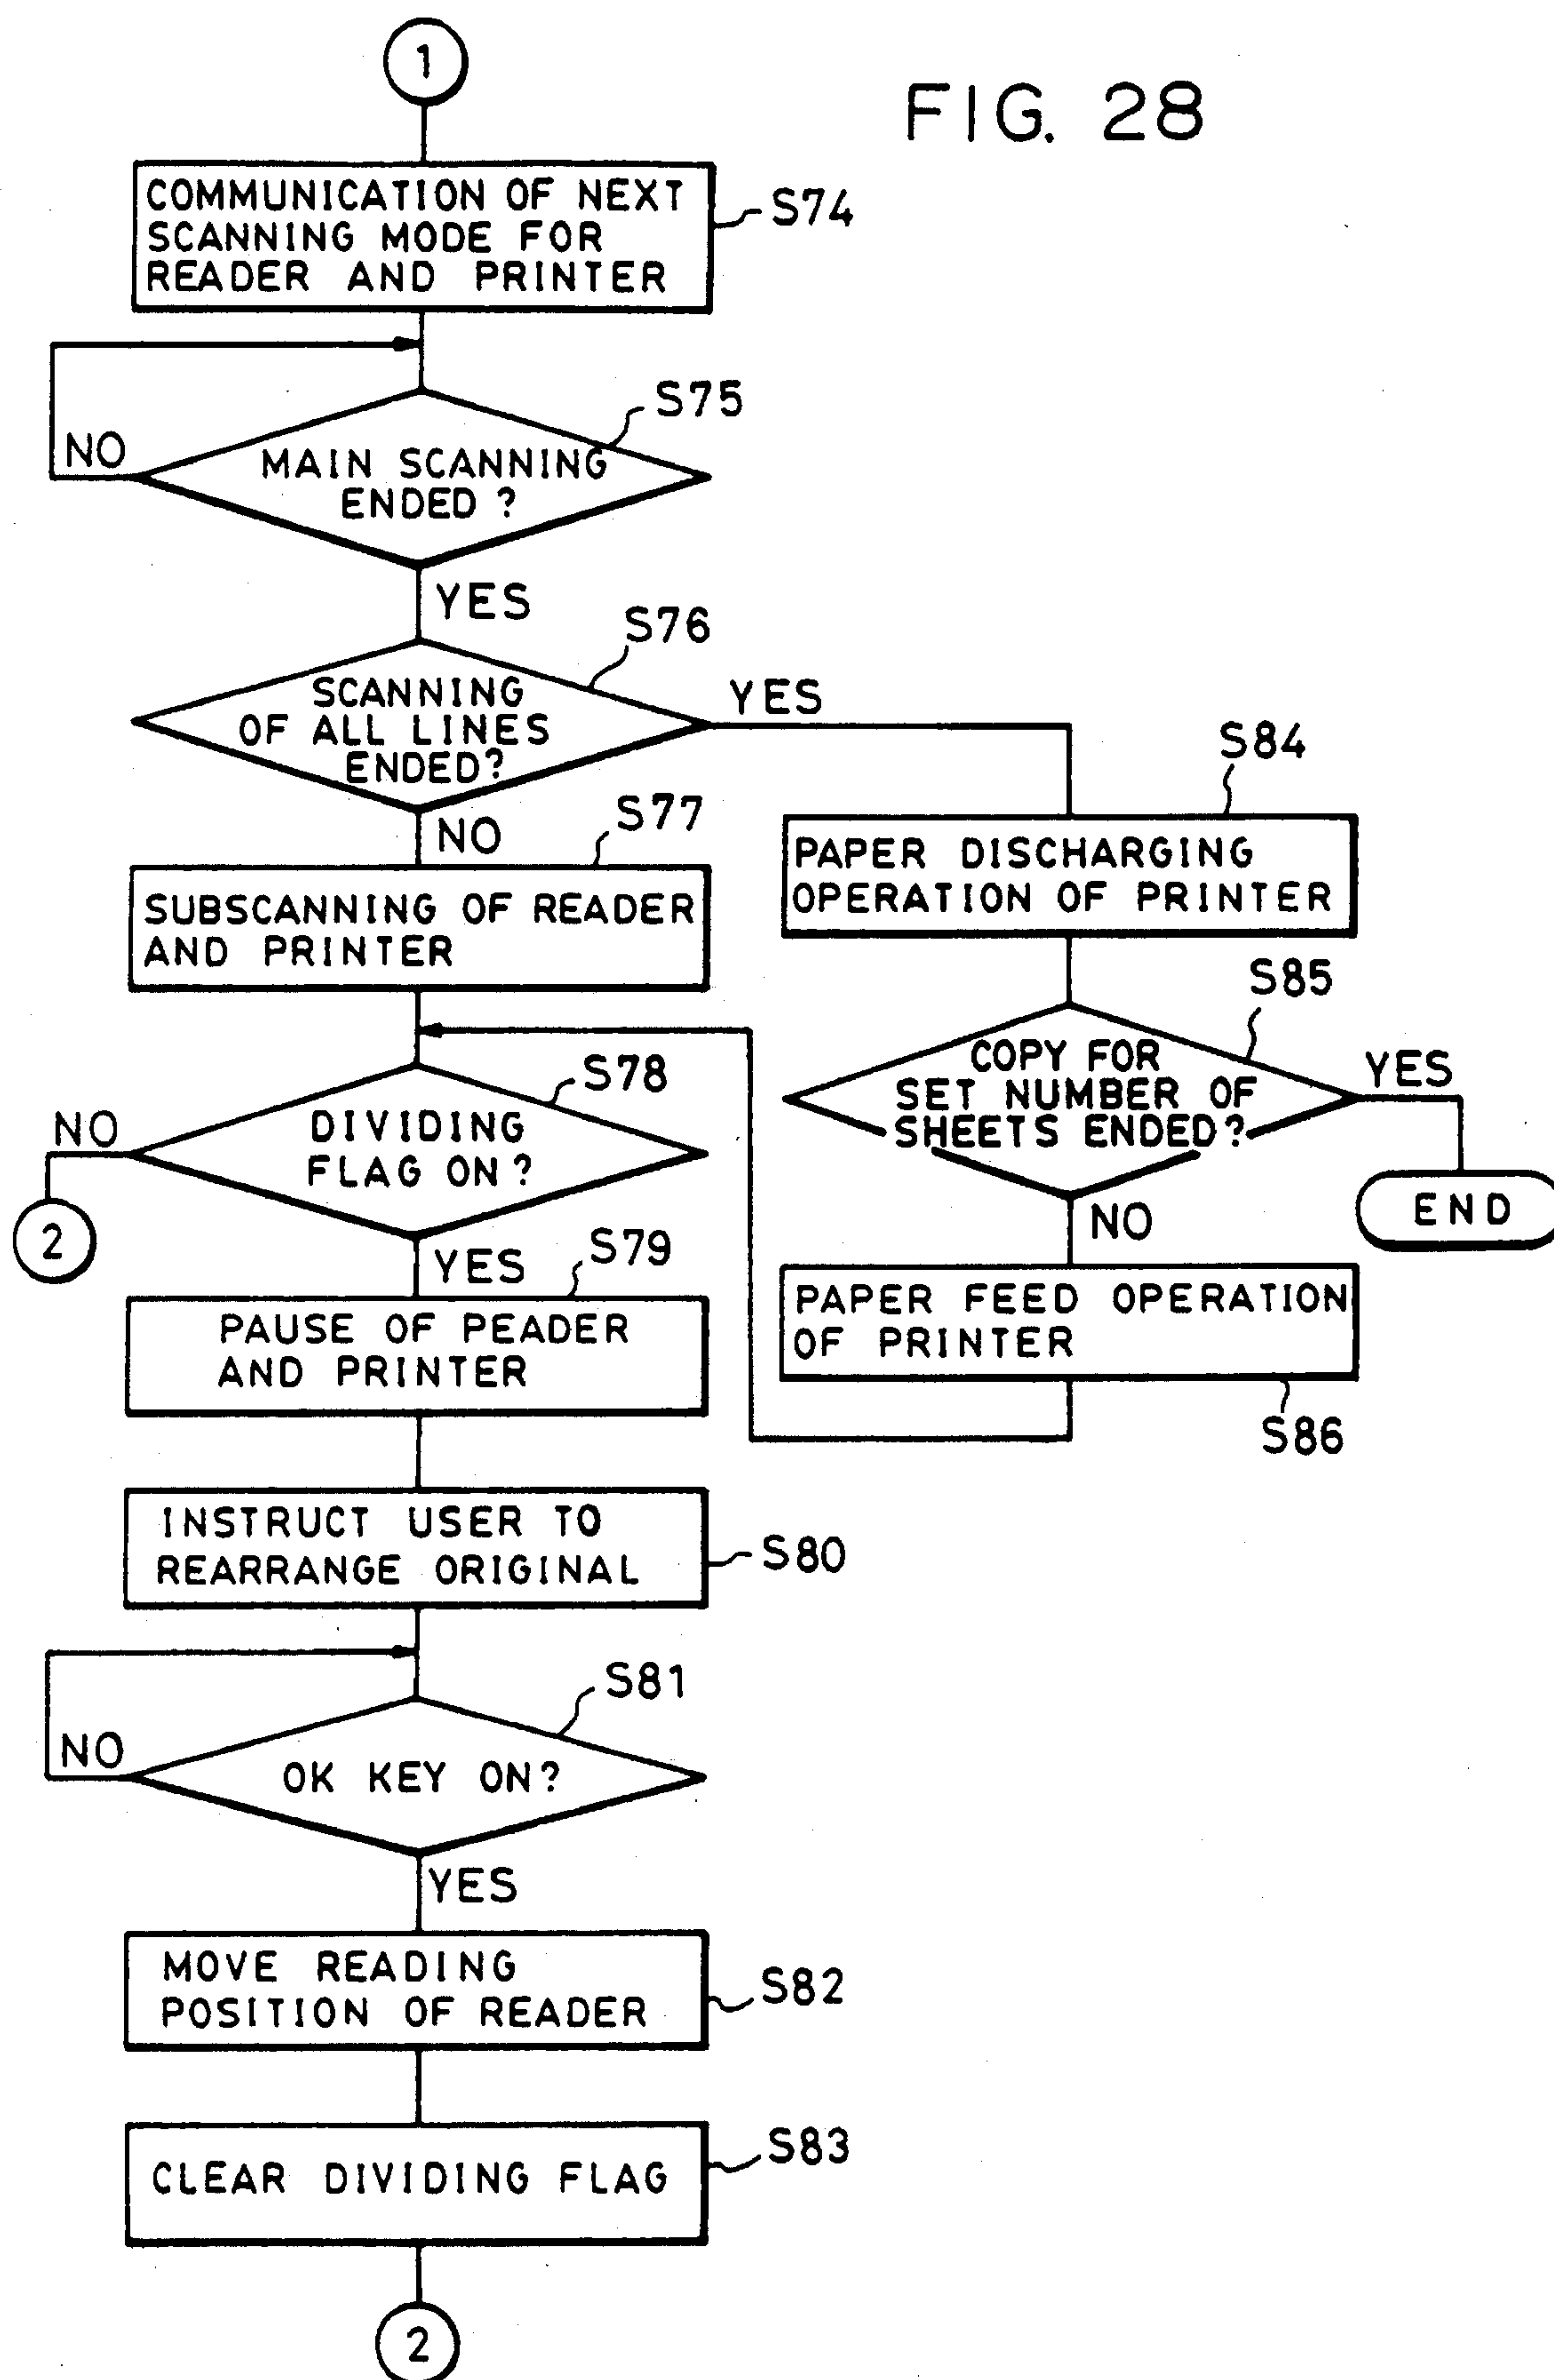 1
FIG. 28
COMMUNICATION OF NEXT
SCANNING MODE FOR
READER AND PRINTER
S74
S75
NO
MAIN SCANNING
ENDED ?
YES
S76
SCANNING
OF ALL LINES
ENDED?
YES
NO
S77
SUBSCANNING OF READER
AND PRINTER
S84
PAPER DISCHARGING
OPERATION OF PRINTER
S85
COPY FOR
SET NUMBER OF
SHEETS ENDED?
YES
END
NO
PAPER FEED OPERATION
OF PRINTER
S86
S78
DIVIDING
FLAG ON?
NO
2
YES
S79
PAUSE OF PEADER
AND PRINTER
INSTRUCT USER TO
REARRANGE ORIGINAL
S80
S81
NO
OK KEY ON?
YES
MOVE READING
POSITION OF READER
S82
CLEAR DIVIDING FLAG
S83
2